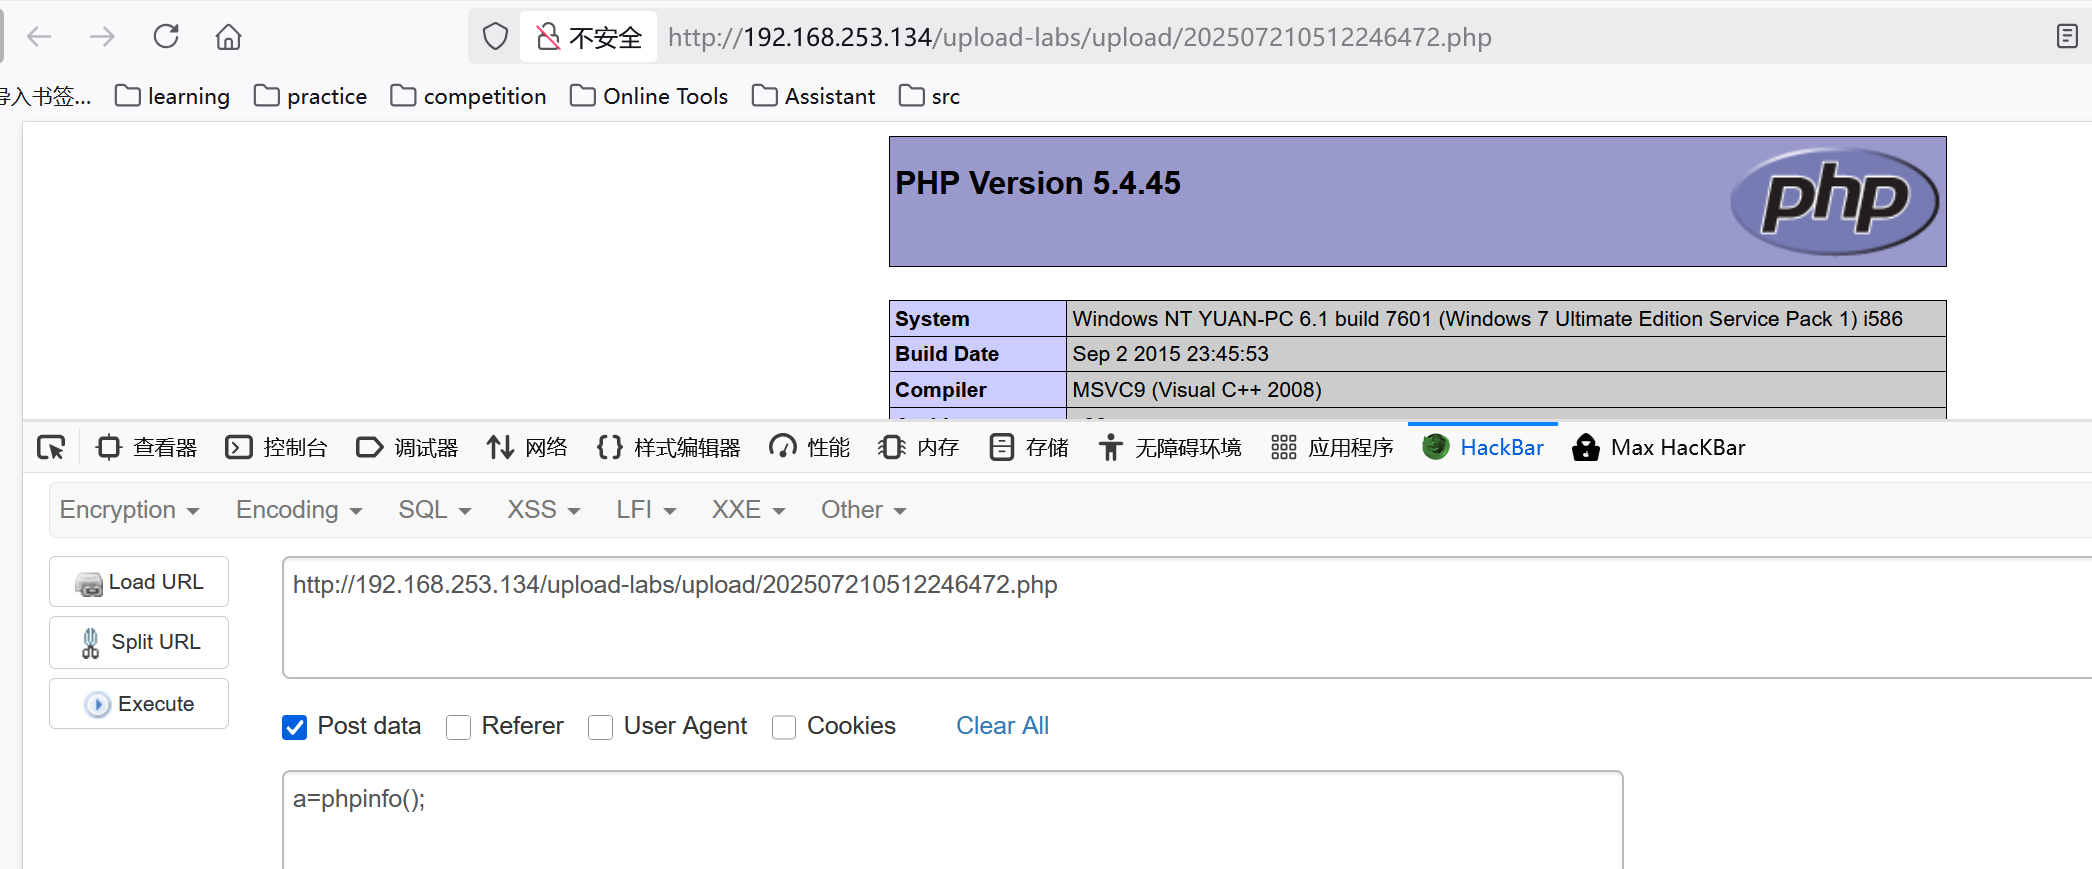 不安全 http://192.168.253.134/upload-labs/upload/202507210512246472.php
导入书签... learning practice competition Online Tools Assistant src
PHP Version 5.4.45
php
System Windows NT YUAN-PC 6.1 build 7601 (Windows 7 Ultimate Edition Service Pack 1) i586
Build Date Sep 2 2015 23:45:53
Compiler MSVC9 (Visual C++ 2008)
查看器 控制台 调试器 网络 样式编辑器 性能 内存 存储 无障碍环境 应用程序 HackBar Max HacKBar
Encryption Encoding SQL XSS LFI XXE Other
Load URL http://192.168.253.134/upload-labs/upload/202507210512246472.php
Split URL
Execute
Post data Referer User Agent Cookies Clear All
a=phpinfo();